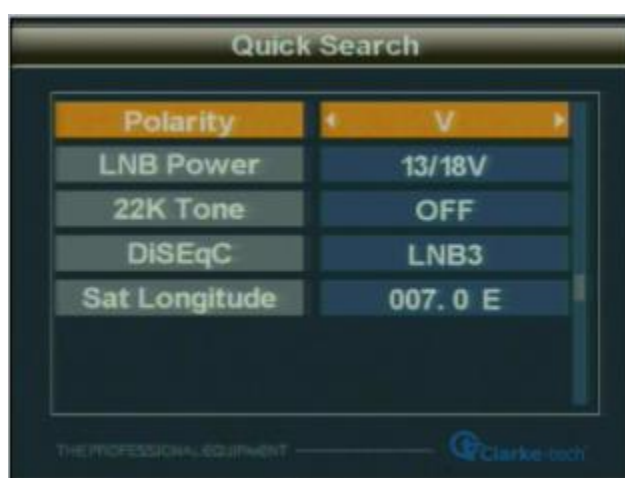 Quick Search
Polarity V
LNB Power 13/18V
22K Tone OFF
DiSEqC LNB3
Sat Longitude 007. 0 E
THE PROFESSIONAL EQUIPMENT
Clarke-tech